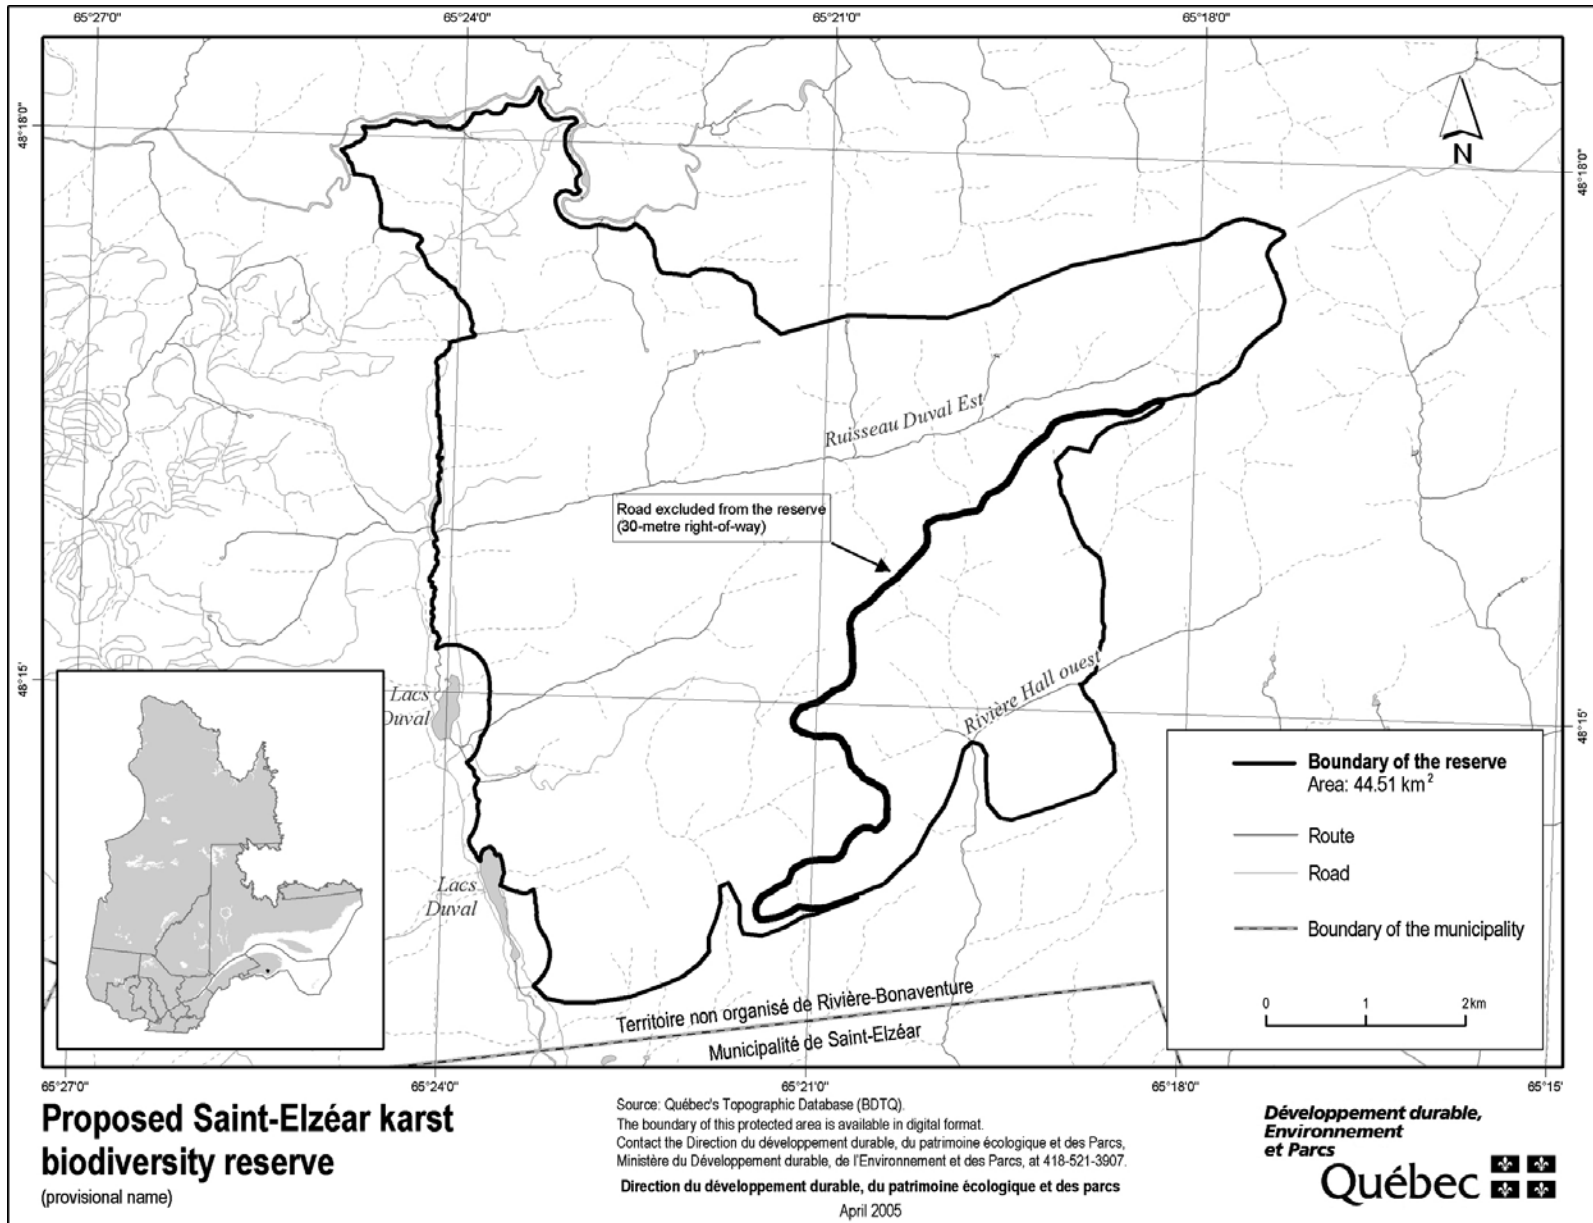 65°27'0" 65°24'0" 65°21'0" 65°18'0"
48°18'0"
48°18'0"
N
Ruisseau Duval Est
Road excluded from the reserve
(30-metre right-of-way)
48°15'
48°15'
Lacs
Duval
Rivière Hall ouest
Lacs
Duval
Boundary of the reserve
Area: 44.51 km²
Route
Road
Boundary of the municipality
0 1 2 km
Territoire non organisé de Rivière-Bonaventure
Municipalité de Saint-Elzéar
65°27'0" 65°24'0" 65°21'0" 65°18'0" 65°15'
Proposed Saint-Elzéar karst
biodiversity reserve
(provisional name)
Source: Québec's Topographic Database (BDTQ).
The boundary of this protected area is available in digital format.
Contact the Direction du développement durable, du patrimoine écologique et des Parcs,
Ministère du Développement durable, de l'Environnement et des Parcs, at 418-521-3907.
Direction du développement durable, du patrimoine écologique et des parcs
April 2005
Développement durable,
Environnement
et Parcs
Québec